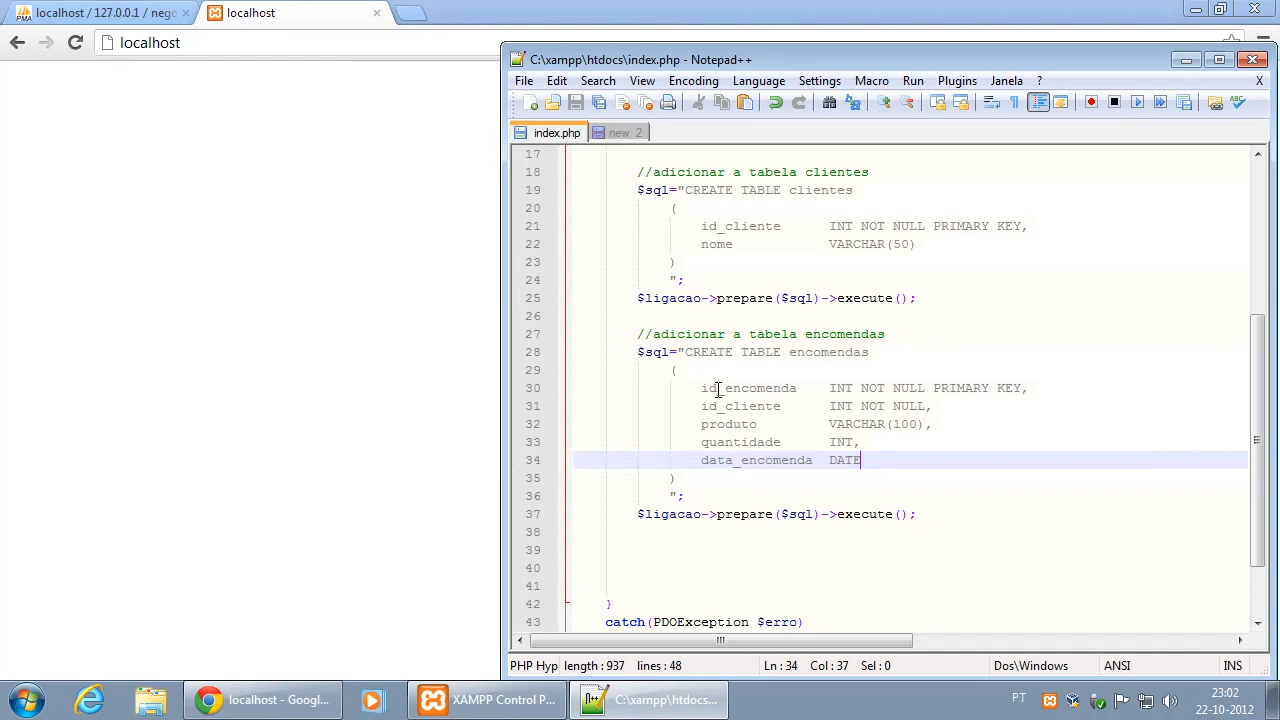 localhost / 127.0.0.1 / nego
localhost
localhost
C:\xampp\htdocs\index.php - Notepad++
File Edit Search View Encoding Language Settings Macro Run Plugins Janela ? X
index.php new 2
17
18 //adicionar a tabela clientes
19 $sql="CREATE TABLE clientes
20 (
21 id_cliente INT NOT NULL PRIMARY KEY,
22 nome VARCHAR(50)
23 )
24 ";
25 $ligacao->prepare($sql)->execute();
26
27 //adicionar a tabela encomendas
28 $sql="CREATE TABLE encomendas
29 (
30 id_encomenda INT NOT NULL PRIMARY KEY,
31 id_cliente INT NOT NULL,
32 produto VARCHAR(100),
33 quantidade INT,
34 data_encomenda DATE
35 )
36 ";
37 $ligacao->prepare($sql)->execute();
38
39
40
41
42 }
43 catch(PDOException $erro)
PHP Hyp length : 937 lines : 48 Ln : 34 Col : 37 Sel : 0 Dos\Windows ANSI INS
localhost - Googl... XAMPP Control P... C:\xampp\htdocs... PT 23:02
22-10-2012